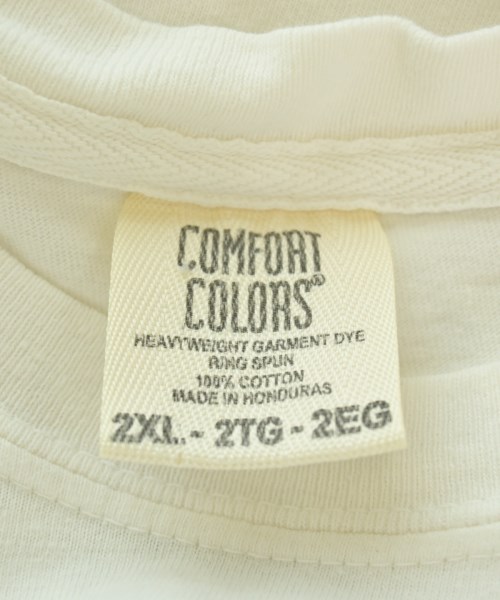 COMFORT
COLORS®
HEAVYWEIGHT GARMENT DYE
RING SPUN
100% COTTON
MADE IN HONDURAS
2XL - 2TG - 2EG